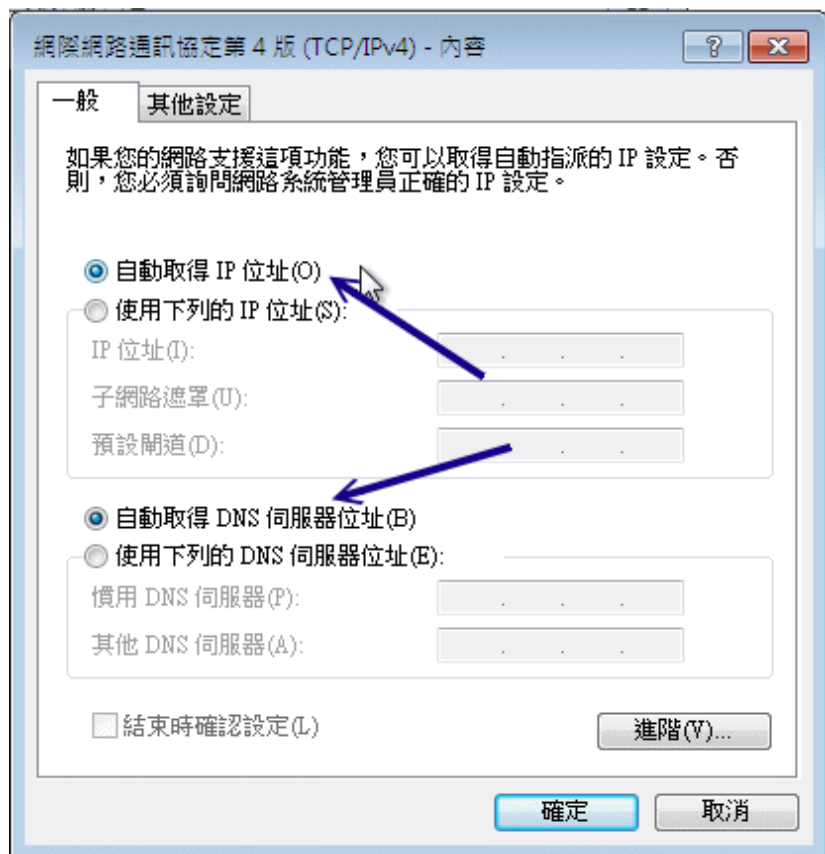 網際網路通訊協定第 4 版 (TCP/IPv4) - 內容
一般
其他設定
如果您的網路支援這項功能，您可以取得自動指派的 IP 設定。否
則，您必須詢問網路系統管理員正確的 IP 設定。
自動取得 IP 位址(O)
使用下列的 IP 位址(S):
IP 位址(I):
子網路遮罩(U):
預設閘道(D):
自動取得 DNS 伺服器位址(B)
使用下列的 DNS 伺服器位址(E):
慣用 DNS 伺服器(P):
其他 DNS 伺服器(A):
結束時確認設定(L)
進階(V)...
確定
取消